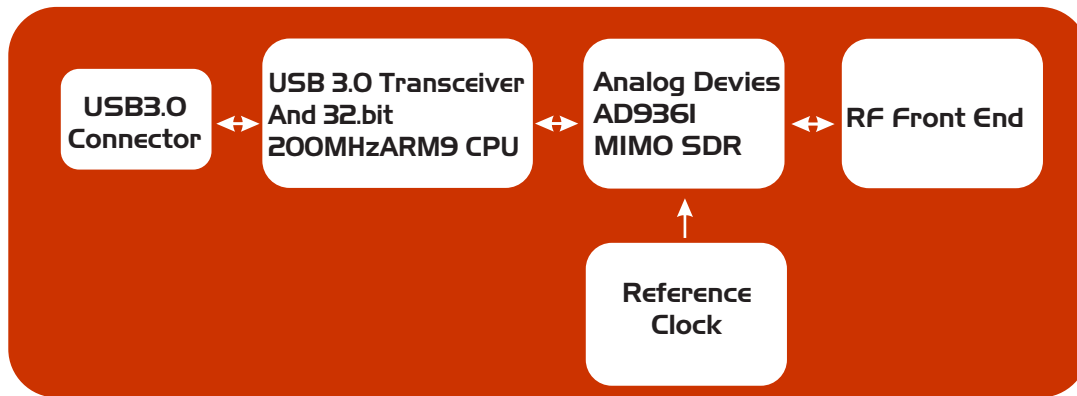 USB3.0
Connector
USB 3.0 Transceiver
And 32.bit
200MHzARM9 CPU
Analog Devies
AD9361
MIMO SDR
RF Front End
Reference
Clock